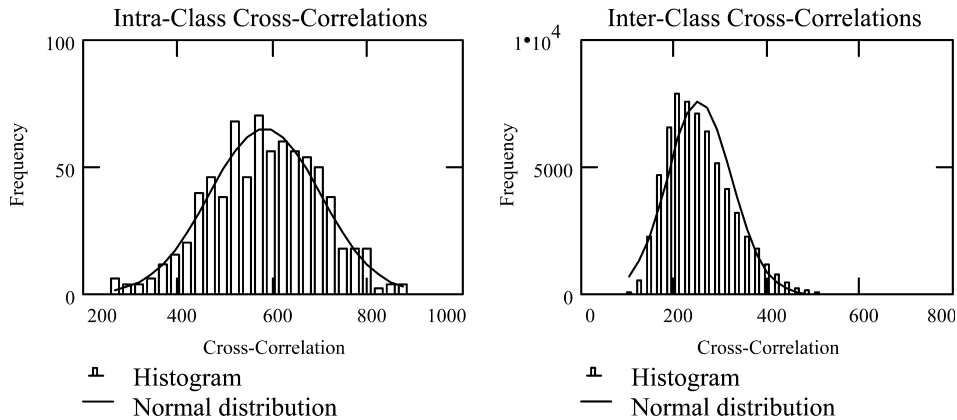 Intra-Class Cross-Correlations
100
50
0
Frequency
200 400 600 800 1000
Cross-Correlation
Histogram
Normal distribution
Inter-Class Cross-Correlations
1•10^4
5000
0
Frequency
0 200 400 600 800
Cross-Correlation
Histogram
Normal distribution